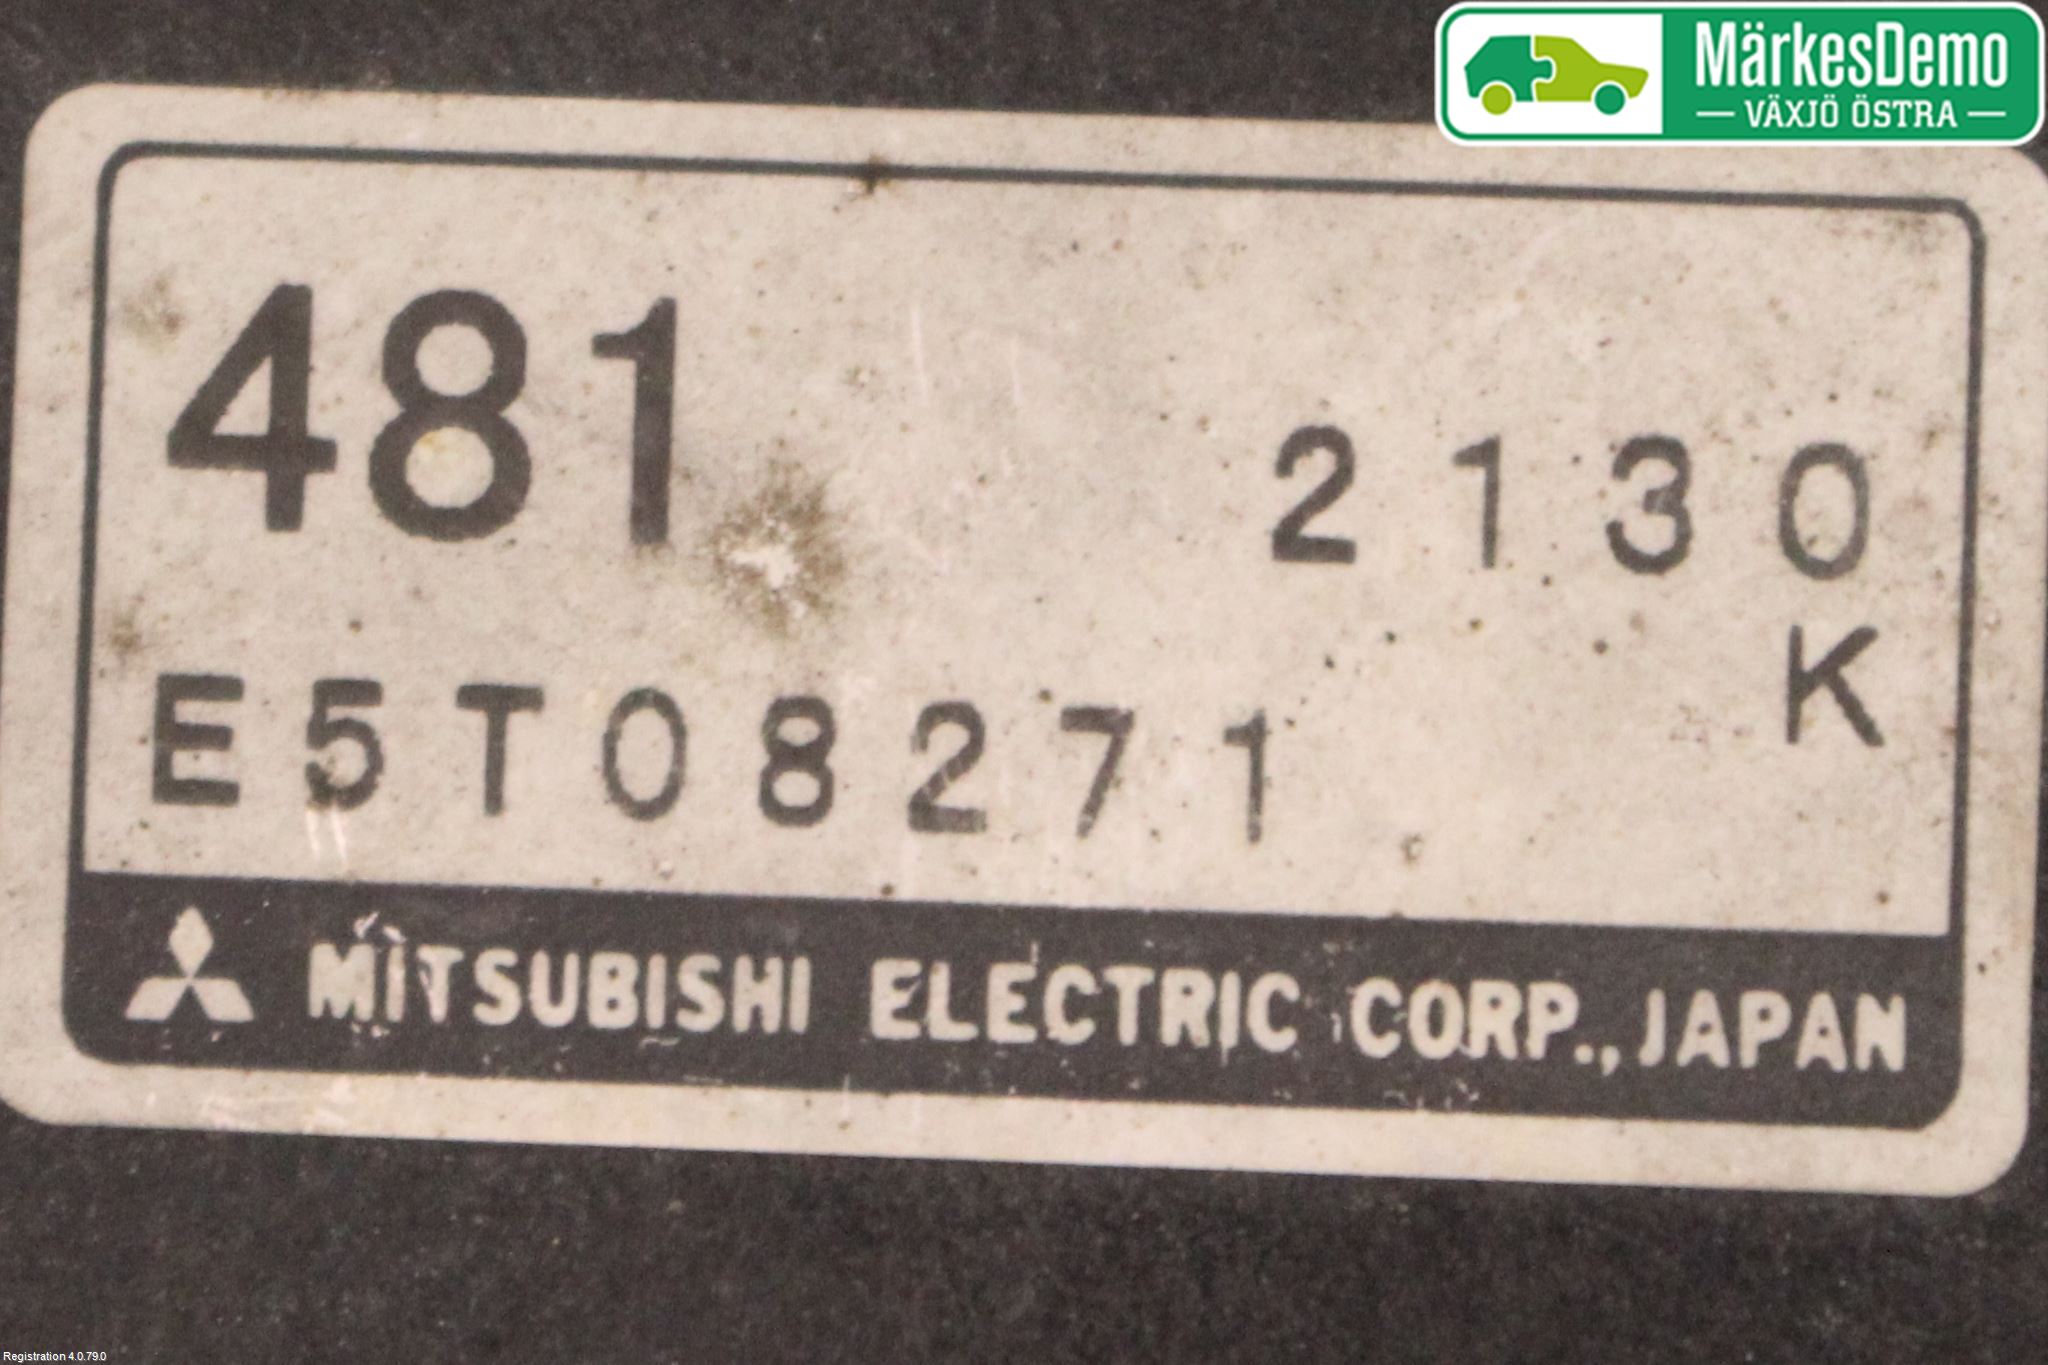 MärkesDemo
— VÄXJÖ ÖSTRA —
481 2130
K
E5T08271
MITSUBISHI ELECTRIC CORP., JAPAN
Registration 4.0.79.0